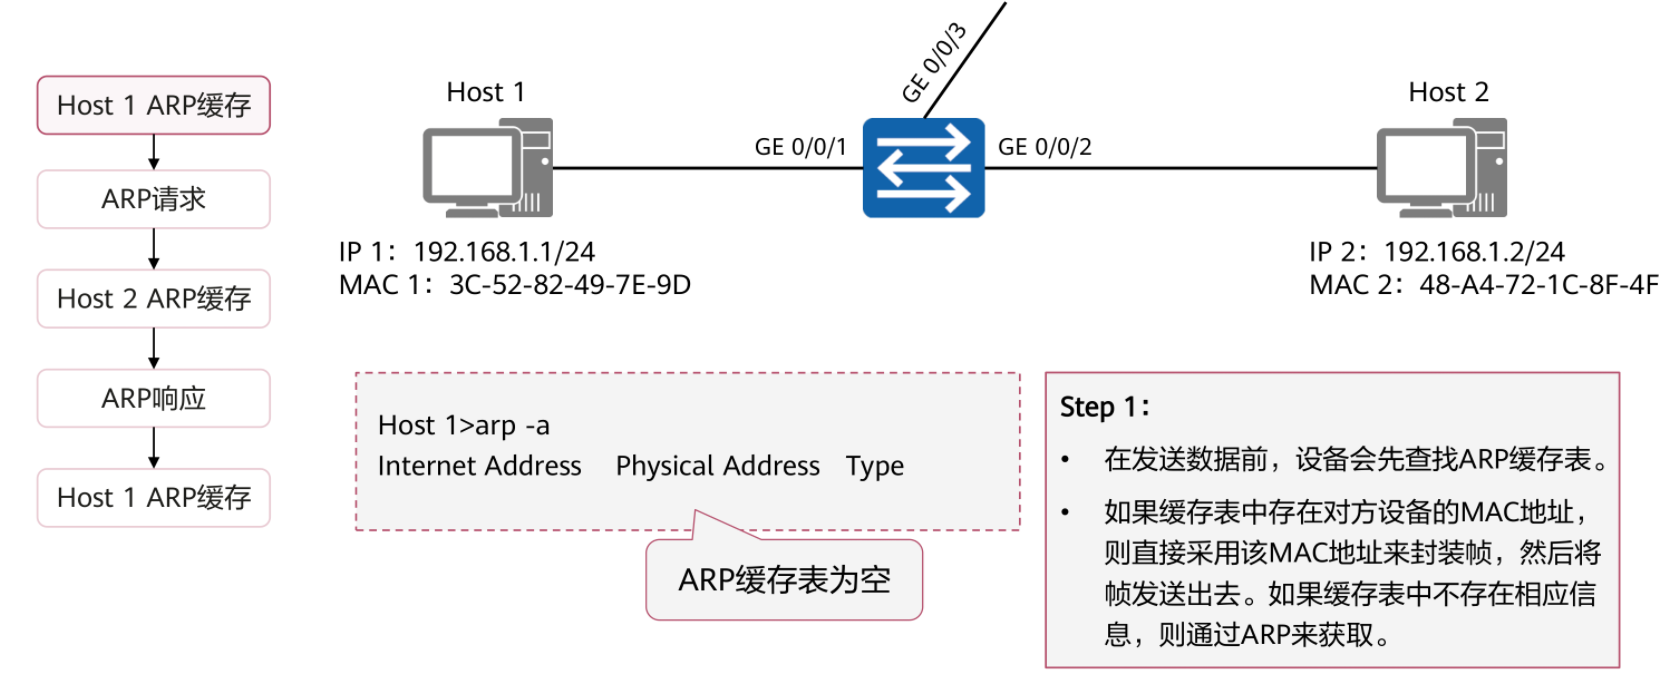 Host 1 ARP缓存
ARP请求
Host 2 ARP缓存
ARP响应
Host 1 ARP缓存
GE 0/0/3
Host 1
Host 2
GE 0/0/1
GE 0/0/2
IP 1：192.168.1.1/24
MAC 1：3C-52-82-49-7E-9D
IP 2：192.168.1.2/24
MAC 2：48-A4-72-1C-8F-4F
Host 1>arp -a
Internet Address Physical Address Type
ARP缓存表为空
Step 1：
• 在发送数据前，设备会先查找ARP缓存表。
• 如果缓存表中存在对方设备的MAC地址，
则直接采用该MAC地址来封装帧，然后将
帧发送出去。如果缓存表中不存在相应信
息，则通过ARP来获取。